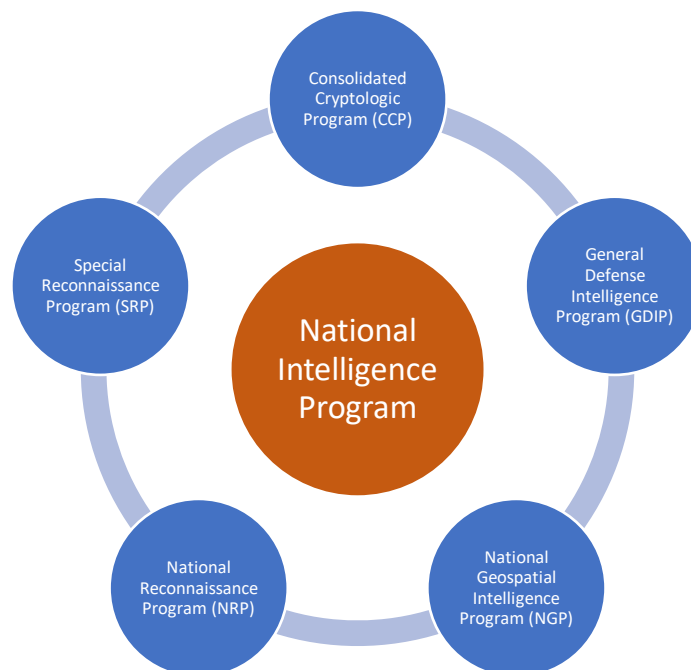 Consolidated
Cryptologic
Program (CCP)
General
Defense
Intelligence
Program (GDIP)
National
Geospatial
Intelligence
Program (NGP)
National
Reconnaissance
Program (NRP)
Special
Reconnaissance
Program (SRP)
National
Intelligence
Program